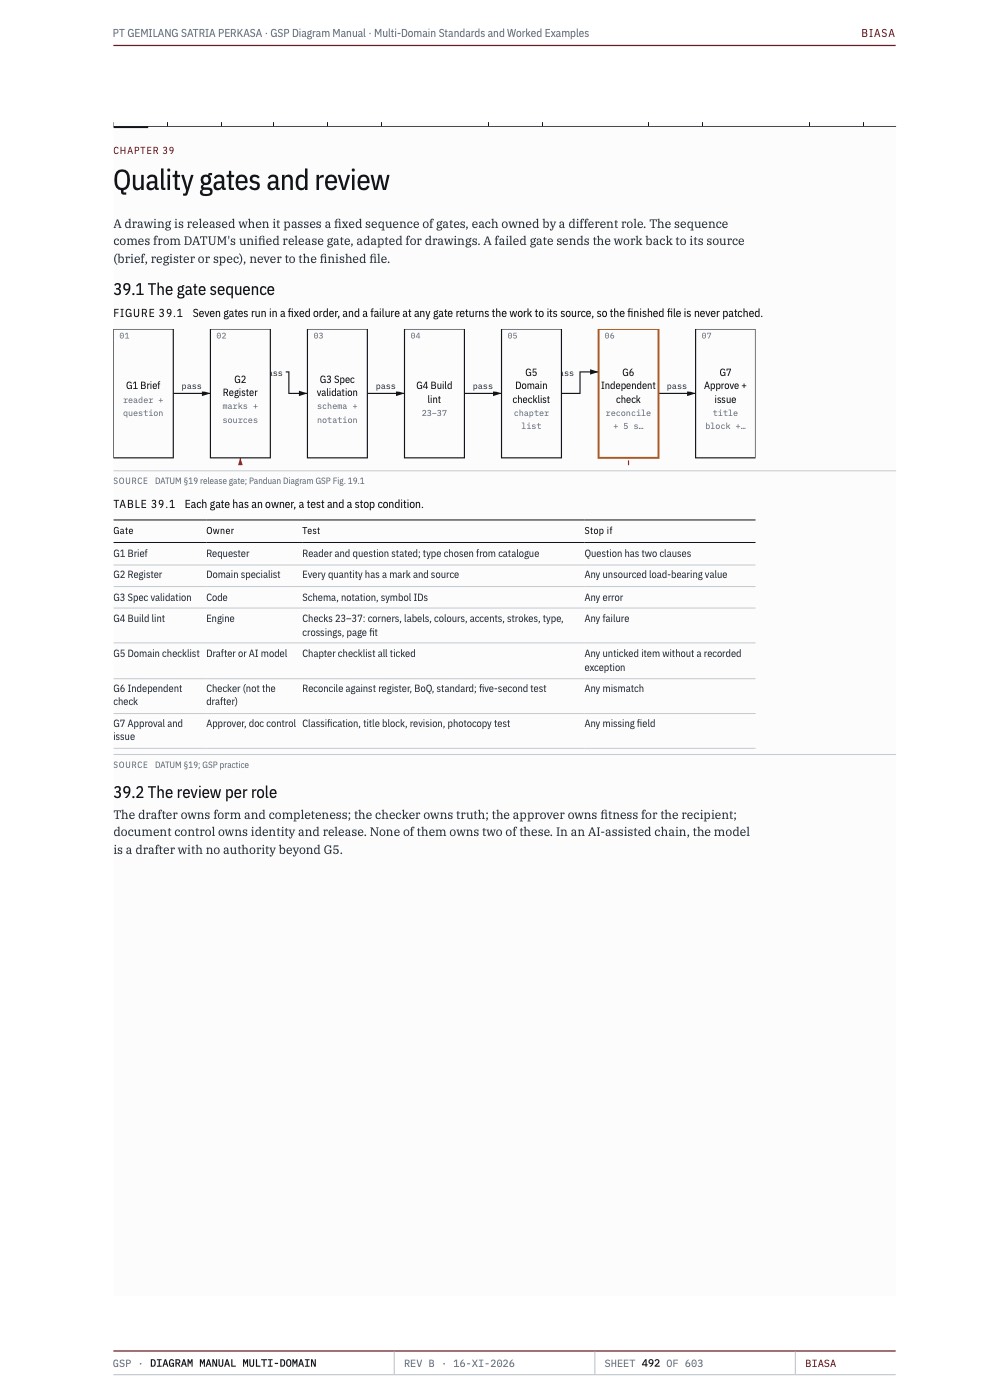 PT GEMILANG SATRIA PERKASA · GSP Diagram Manual · Multi-Domain Standards and Worked Examples
BIASA
CHAPTER 39
Quality gates and review
A drawing is released when it passes a fixed sequence of gates, each owned by a different role. The sequence
comes from DATUM's unified release gate, adapted for drawings. A failed gate sends the work back to its source
(brief, register or spec), never to the finished file.
39.1 The gate sequence
FIGURE 39.1 Seven gates run in a fixed order, and a failure at any gate returns the work to its source, so the finished file is never patched.
01
G1 Brief
reader +
question
pass
02
G2
Register
marks +
sources
ass
03
G3 Spec
validation
schema +
notation
pass
04
G4 Build
lint
23–37
pass
05
G5
Domain
checklist
chapter
list
ass
06
G6
Independent
check
reconcile
+ 5 s…
pass
07
G7
Approve +
issue
title
block +…
SOURCE DATUM §19 release gate; Panduan Diagram GSP Fig. 19.1
TABLE 39.1 Each gate has an owner, a test and a stop condition.
Gate Owner Test Stop if
G1 Brief Requester Reader and question stated; type chosen from catalogue Question has two clauses
G2 Register Domain specialist Every quantity has a mark and source Any unsourced load-bearing value
G3 Spec validation Code Schema, notation, symbol IDs Any error
G4 Build lint Engine Checks 23–37: corners, labels, colours, accents, strokes, type, Any failure
crossings, page fit
G5 Domain checklist Drafter or AI model Chapter checklist all ticked Any unticked item without a recorded
exception
G6 Independent Checker (not the Reconcile against register, BoQ, standard; five-second test Any mismatch
check drafter)
G7 Approval and Approver, doc control Classification, title block, revision, photocopy test Any missing field
issue
SOURCE DATUM §19; GSP practice
39.2 The review per role
The drafter owns form and completeness; the checker owns truth; the approver owns fitness for the recipient;
document control owns identity and release. None of them owns two of these. In an AI-assisted chain, the model
is a drafter with no authority beyond G5.
GSP · DIAGRAM MANUAL MULTI-DOMAIN
REV B · 16-XI-2026
SHEET 492 OF 603
BIASA